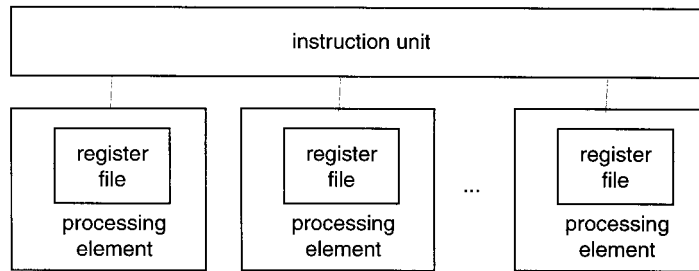 instruction unit
register
file
processing
element
register
file
processing
element
...
register
file
processing
element